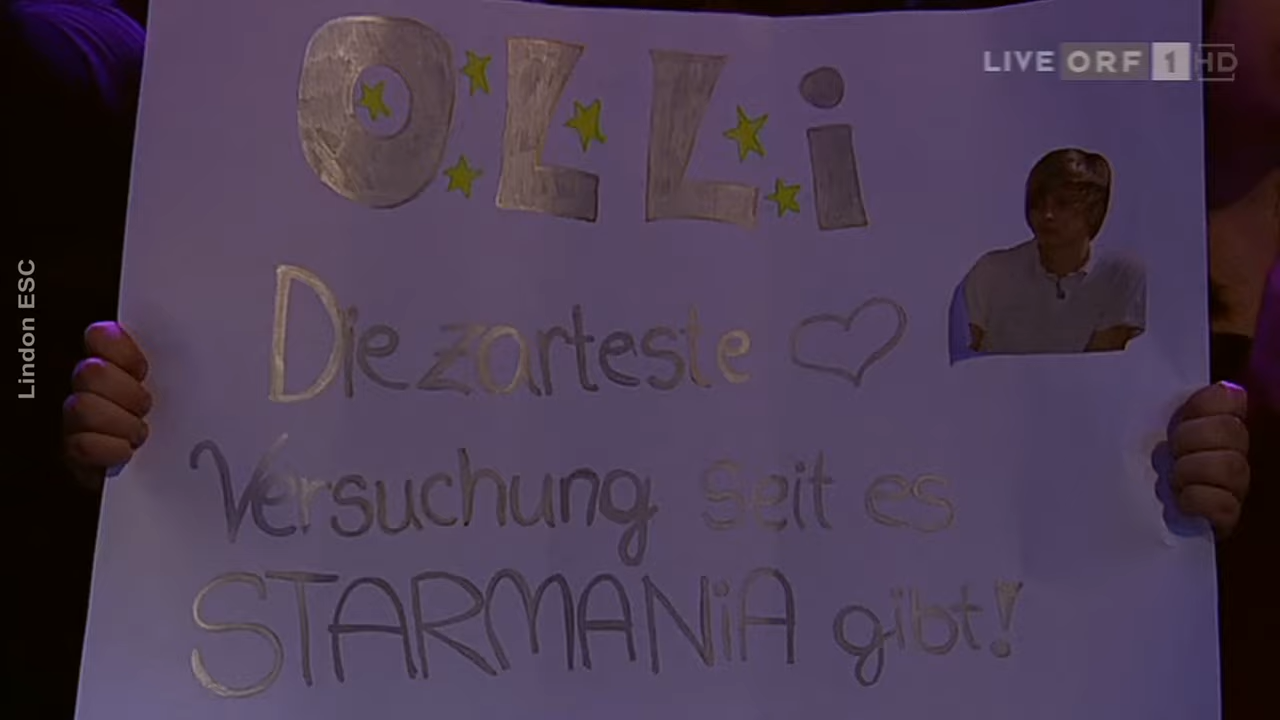 OLLi
LIVE ORF 1 HD
Die zarteste
Versuchung seit es
STARMANiA gibt!
Lindon ESC